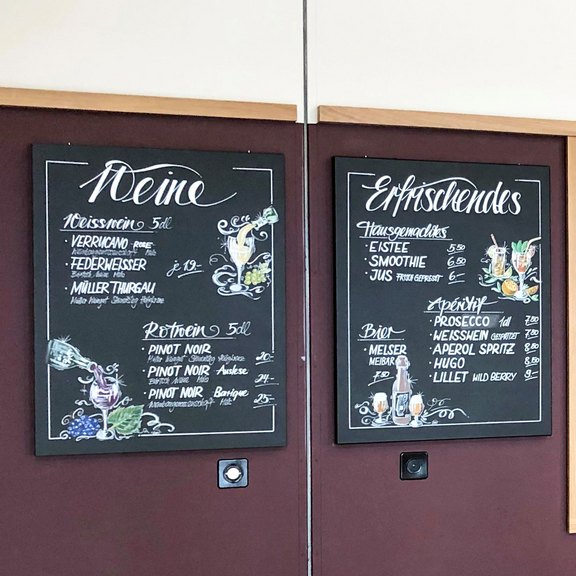 Weine
Weisswein 5dl
• VERRUCANO ROSE
• FEDERWEISSER je 19.-
• MÜLLER THURGAU
Rotwein 5dl
• PINOT NOIR
20.-
• PINOT NOIR Auslese
24.-
• PINOT NOIR Barique
25.-
Erfrischendes
Hausgemachtes
• EISTEE 5.50
• SMOOTHIE 6.50
• JUS FRISCH GEPRESST 6.-
Apéritif
• PROSECCO 1dl 7.50
• WEISSWEIN GESPRITZT 7.50
• APEROL SPRITZ 8.50
• HUGO 8.50
• LILLET WILD BERRY 9.-
Bier
• MELSER
MEIBAR
7.50